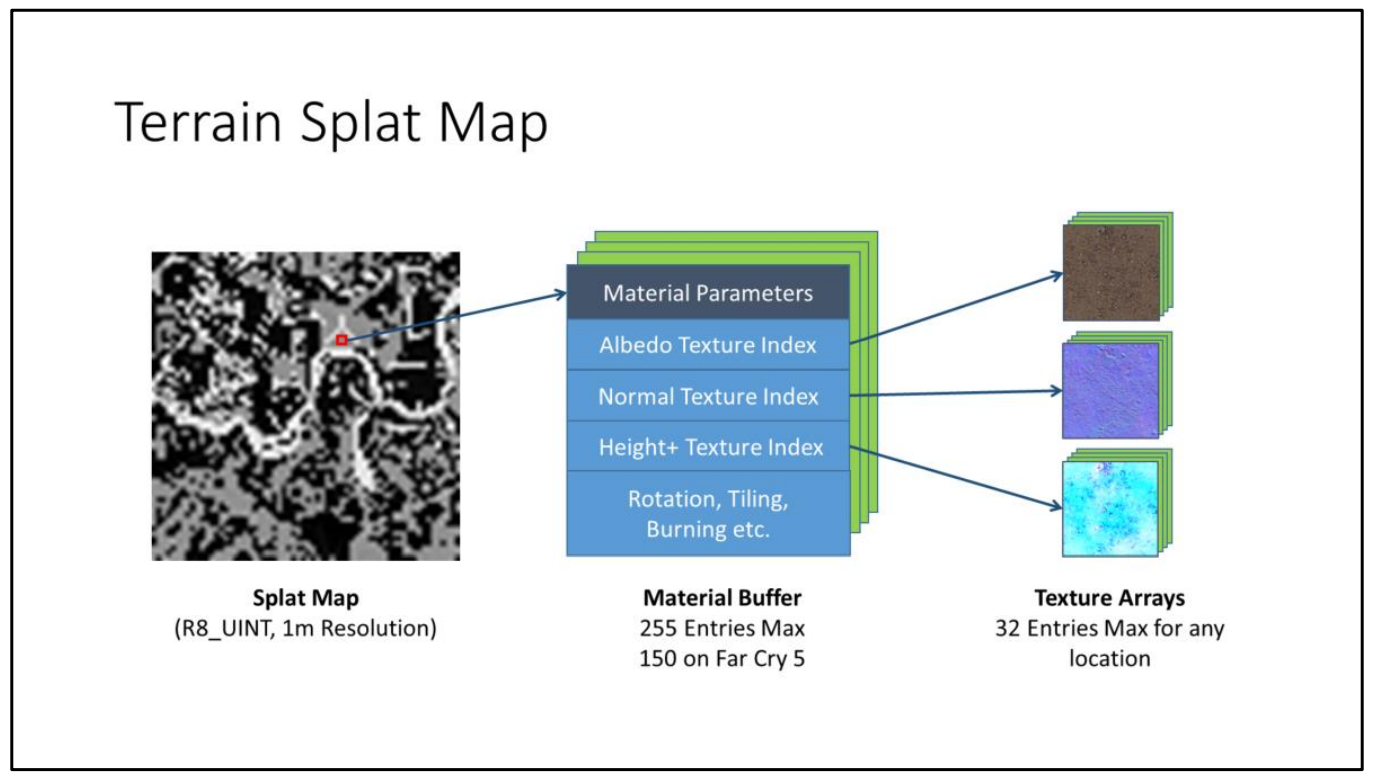 Terrain Splat Map
Material Parameters
Albedo Texture Index
Normal Texture Index
Height+ Texture Index
Rotation, Tiling,
Burning etc.
Splat Map
(R8_UINT, 1m Resolution)
Material Buffer
255 Entries Max
150 on Far Cry 5
Texture Arrays
32 Entries Max for any
location